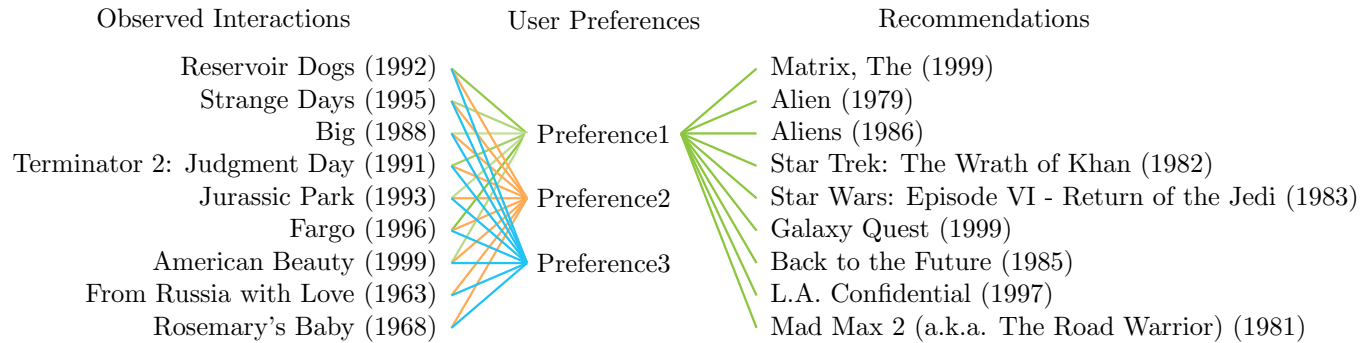 Observed Interactions
User Preferences
Recommendations
Reservoir Dogs (1992)
Strange Days (1995)
Big (1988)
Terminator 2: Judgment Day (1991)
Jurassic Park (1993)
Fargo (1996)
American Beauty (1999)
From Russia with Love (1963)
Rosemary's Baby (1968)
Preference1
Preference2
Preference3
Matrix, The (1999)
Alien (1979)
Aliens (1986)
Star Trek: The Wrath of Khan (1982)
Star Wars: Episode VI - Return of the Jedi (1983)
Galaxy Quest (1999)
Back to the Future (1985)
L.A. Confidential (1997)
Mad Max 2 (a.k.a. The Road Warrior) (1981)